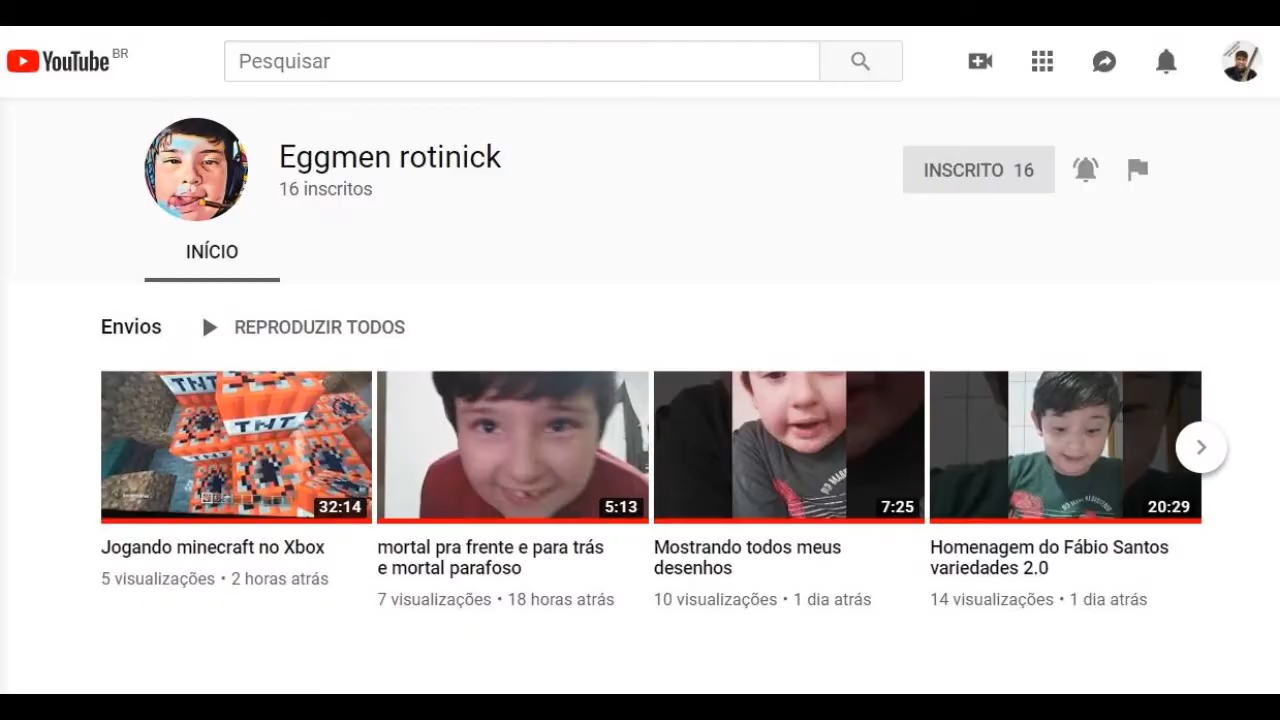 YouTube BR
Pesquisar
Eggmen rotinick
16 inscritos
INSCRITO 16
INÍCIO
Envios
REPRODUZIR TODOS
TNT
TNT
32:14
5:13
7:25
20:29
Jogando minecraft no Xbox
5 visualizações • 2 horas atrás
mortal pra frente e para trás
e mortal parafoso
7 visualizações • 18 horas atrás
Mostrando todos meus
desenhos
10 visualizações • 1 dia atrás
Homenagem do Fábio Santos
variedades 2.0
14 visualizações • 1 dia atrás